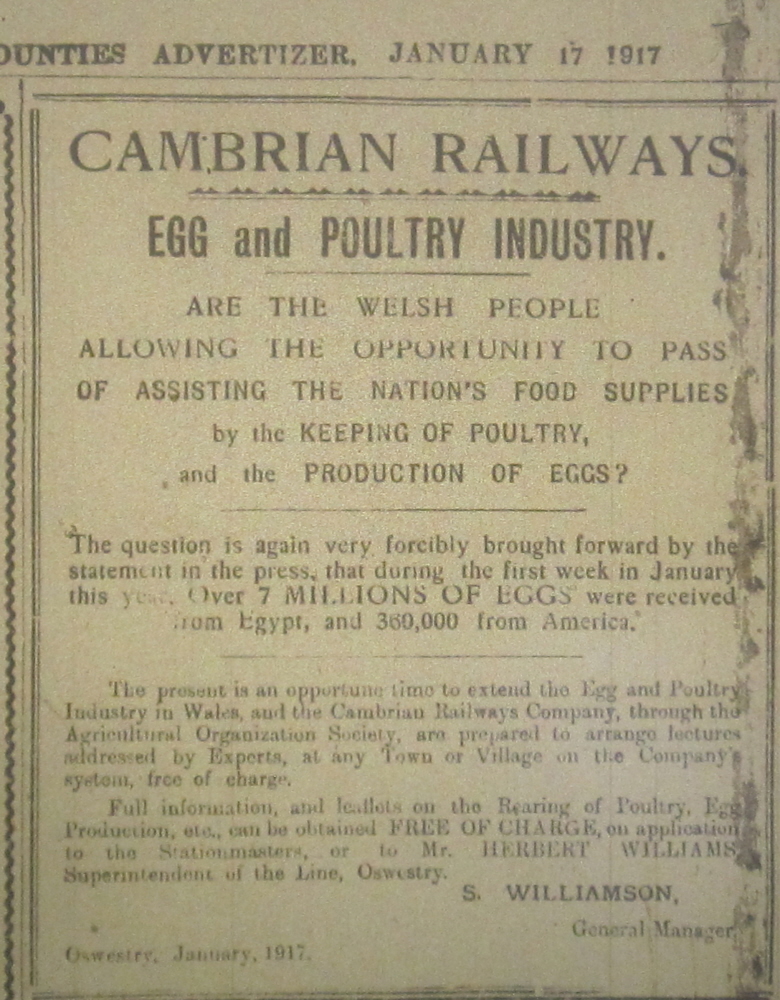 OUNTIES ADVERTIZER, JANUARY 17 1917
CAMBRIAN RAILWAYS.
EGG and POULTRY INDUSTRY.
ARE THE WELSH PEOPLE
ALLOWING THE OPPORTUNITY TO PASS
OF ASSISTING THE NATION'S FOOD SUPPLIES
by the KEEPING OF POULTRY,
and the PRODUCTION OF EGGS?
The question is again very forcibly brought forward by the
statement in the press, that during the first week in January
this year. Over 7 MILLIONS OF EGGS were received
from Egypt, and 360,000 from America.
The present is an opportune time to extend the Egg and Poultry
Industry in Wales, and the Cambrian Railways Company, through the
Agricultural Organization Society, are prepared to arrange lectures
addressed by Experts, at any Town or Village on the Company's
system, free of charge.
Full information, and leaflets on the Rearing of Poultry, Egg
Production, etc., can be obtained FREE OF CHARGE, on application
to the Stationmasters, or to Mr. HERBERT WILLIAMS
Superintendent of the Line, Oswestry.
S. WILLIAMSON,
General Manager
Oswestry, January, 1917.